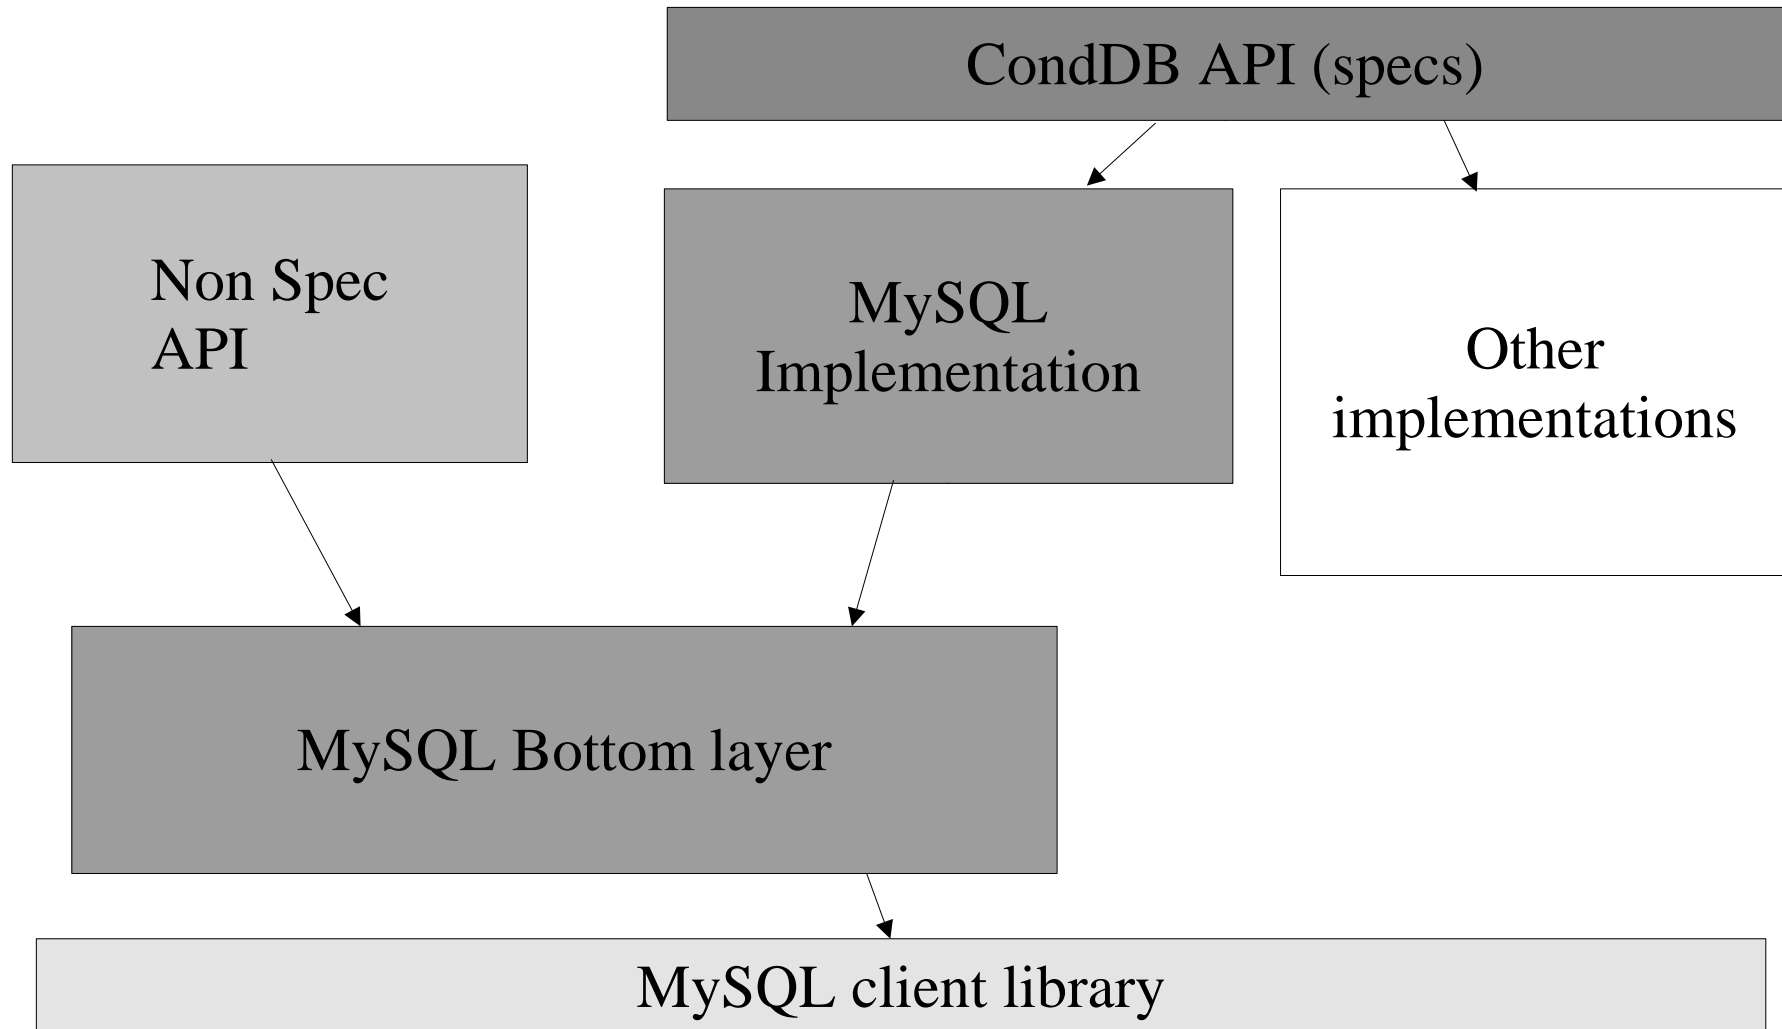 CondDB API (specs)
Non Spec
API
MySQL
Implementation
Other
implementations
MySQL Bottom layer
MySQL client library